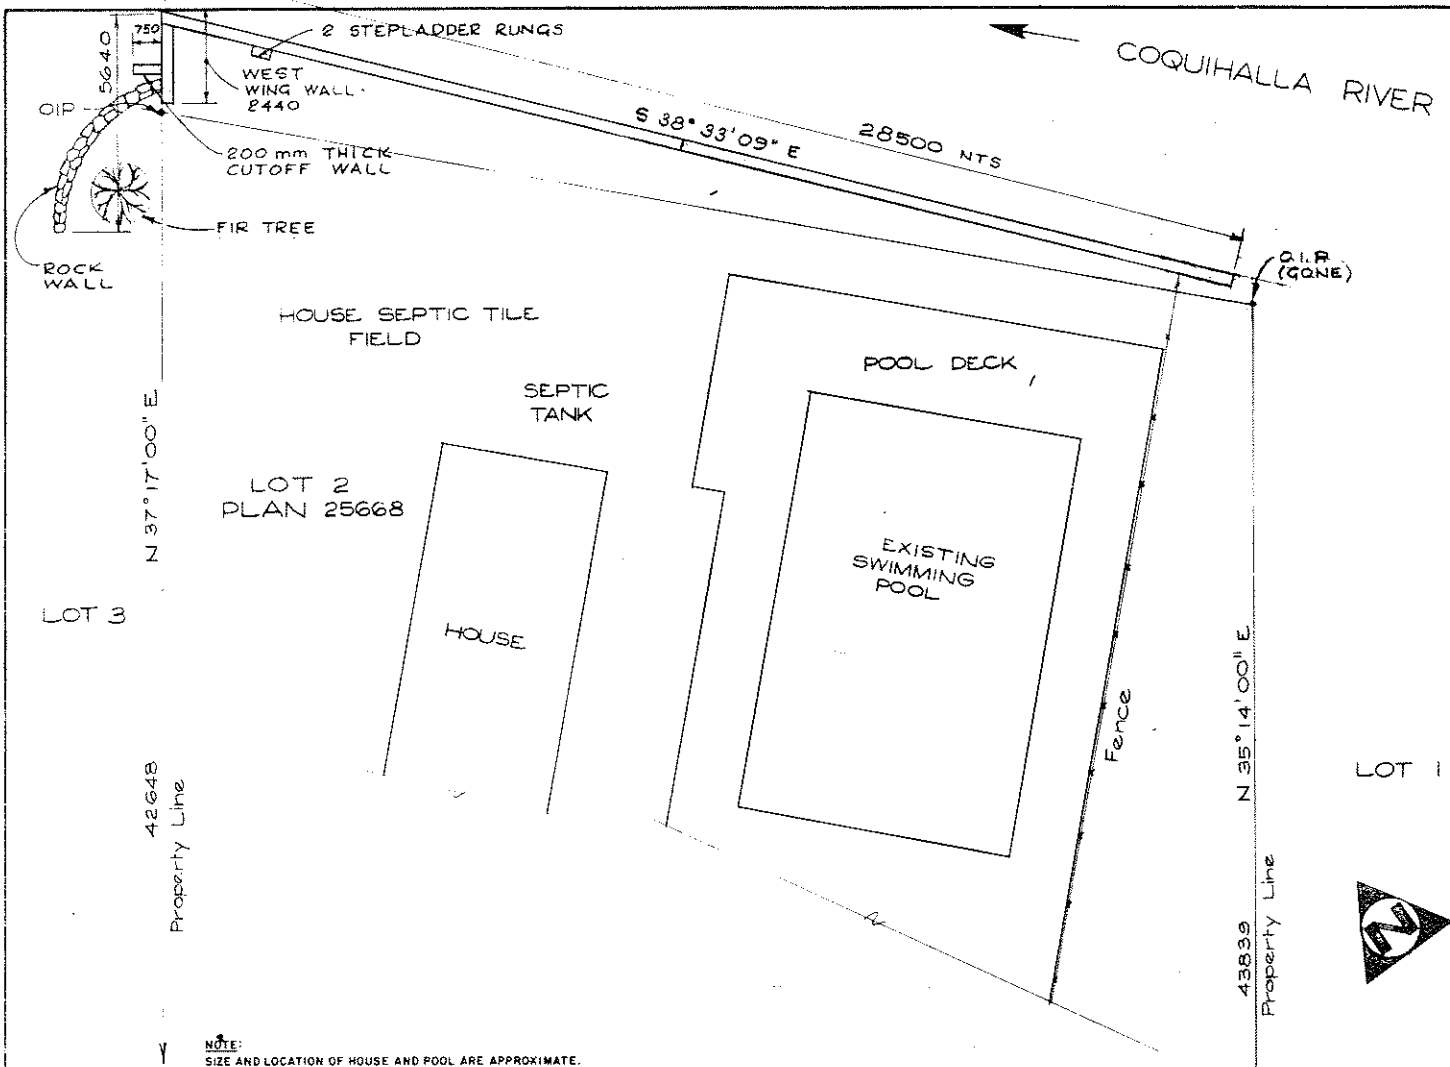 750
2 STEPLADDER RUNGS
5640
WEST
WING WALL
2440
COQUIHALLA RIVER
OIP
S 38° 33'09" E
28500 NTS
200 mm THICK
CUTOFF WALL
FIR TREE
ROCK
WALL
O.I.P.
(GONE)
HOUSE SEPTIC TILE
FIELD
POOL DECK
SEPTIC
TANK
N 37° 17'00" E
LOT 2
PLAN 25668
EXISTING
SWIMMING
POOL
LOT 3
HOUSE
N 35° 14'00" E
Fence
LOT 1
42648
Property Line
43839
Property Line
N
NOTE:
SIZE AND LOCATION OF HOUSE AND POOL ARE APPROXIMATE.